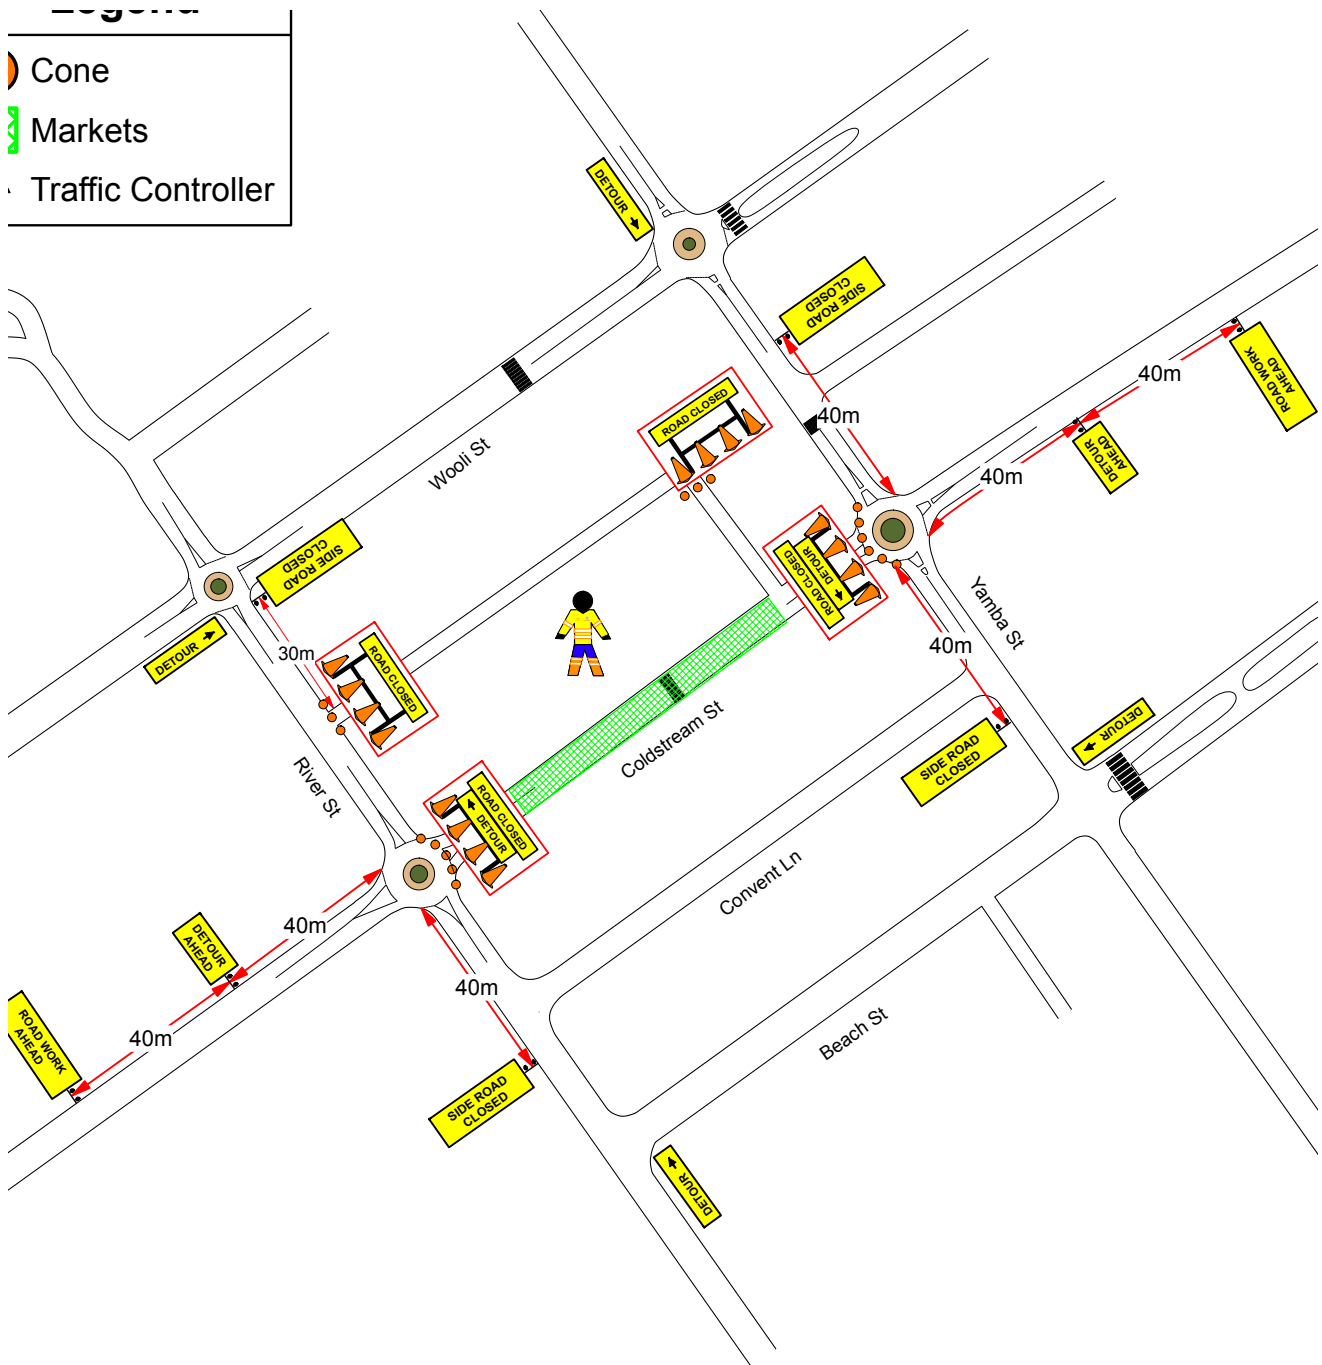 Legend
Cone
Markets
Traffic Controller
DETOUR
SIDE ROAD
CLOSED
ROAD WORK
AHEAD
40m
40m
DETOUR
AHEAD
40m
ROAD CLOSED
Wooli St
SIDE ROAD
CLOSED
ROAD CLOSED
DETOUR
Yamba St
DETOUR
30m
40m
ROAD CLOSED
River St
Coldstream St
DETOUR
SIDE ROAD
CLOSED
ROAD CLOSED
DETOUR
Convent Ln
DETOUR
AHEAD
40m
40m
40m
ROAD WORK
AHEAD
Beach St
SIDE ROAD
CLOSED
DETOUR